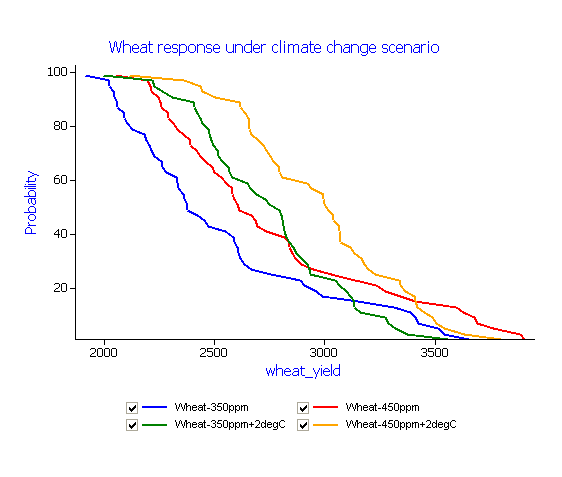 Wheat response under climate change scenario
100
80
60
40
20
Probability
2000 2500 3000 3500
wheat_yield
Wheat-350ppm Wheat-450ppm
Wheat-350ppm+2degC Wheat-450ppm+2degC